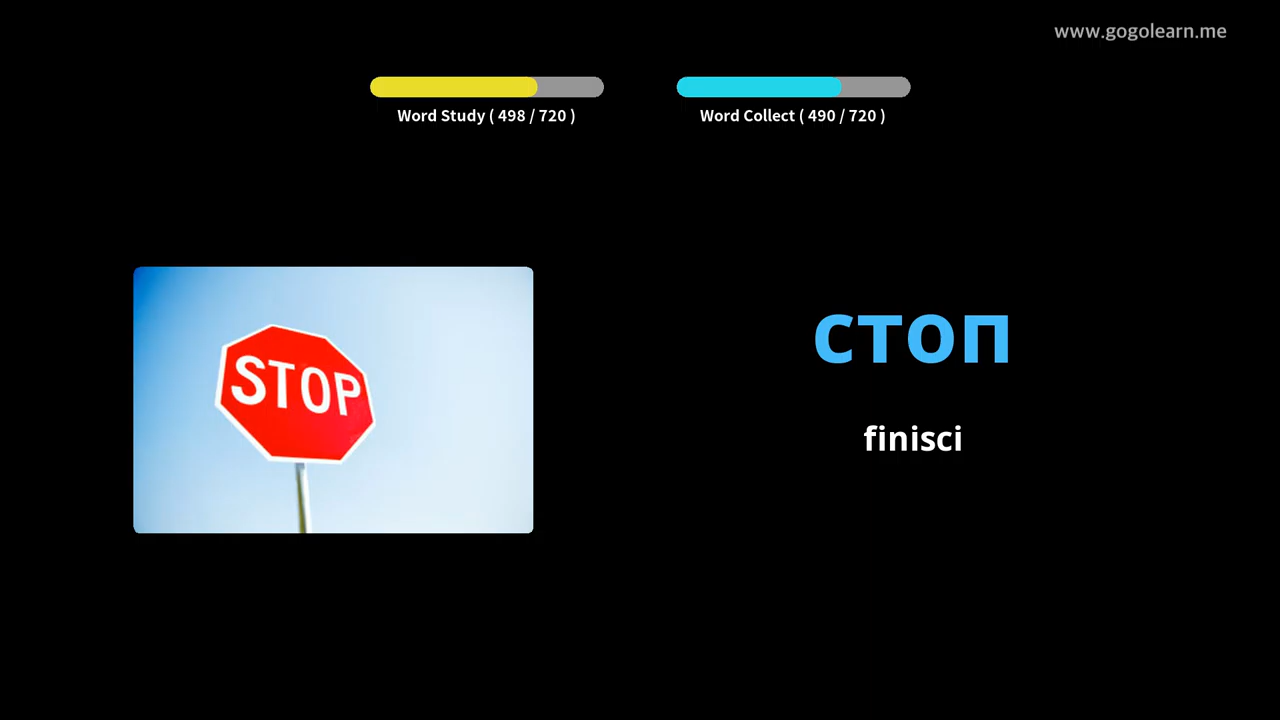 www.gogolearn.me
Word Study ( 498 / 720 )
Word Collect ( 490 / 720 )
STOP
стоп
finisci